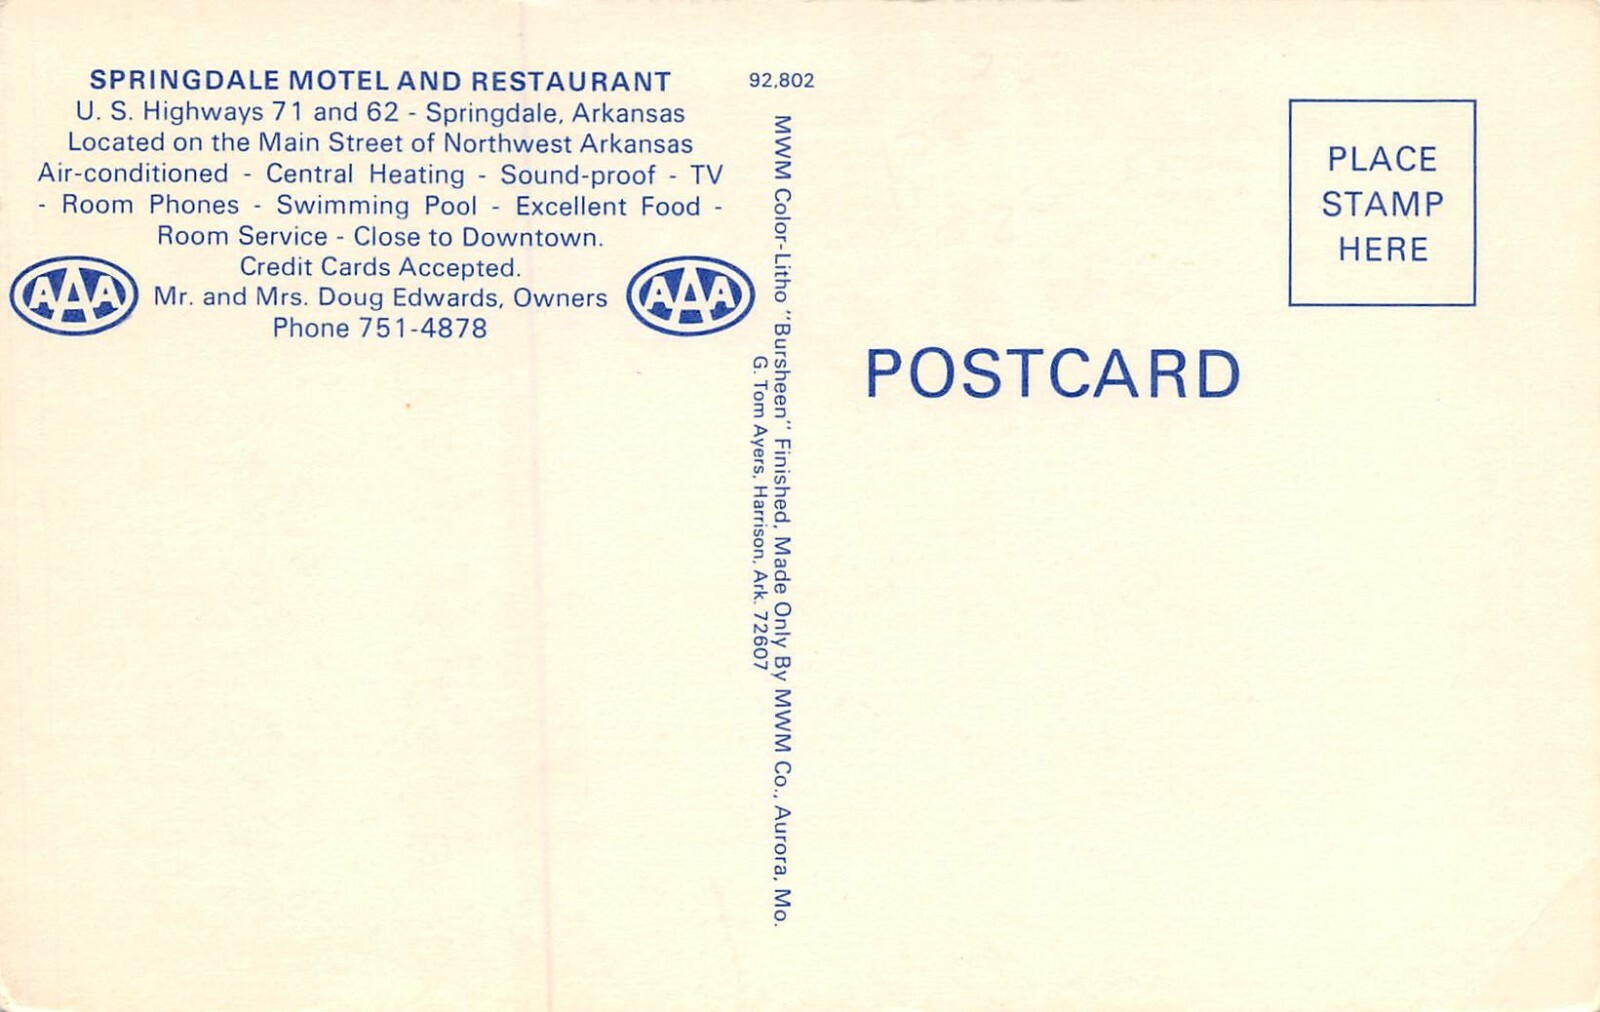 SPRINGDALE MOTEL AND RESTAURANT
U. S. Highways 71 and 62 - Springdale, Arkansas
Located on the Main Street of Northwest Arkansas
Air-conditioned - Central Heating - Sound-proof - TV
- Room Phones - Swimming Pool - Excellent Food -
Room Service - Close to Downtown.
Credit Cards Accepted.
AAA
Mr. and Mrs. Doug Edwards, Owners
AAA
Phone 751-4878
92,802
MWM Color-Litho "Bursheen" Finished, Made Only By MWM Co., Aurora, Mo.
G. Tom Ayers, Harrison, Ark. 72607
PLACE
STAMP
HERE
POSTCARD